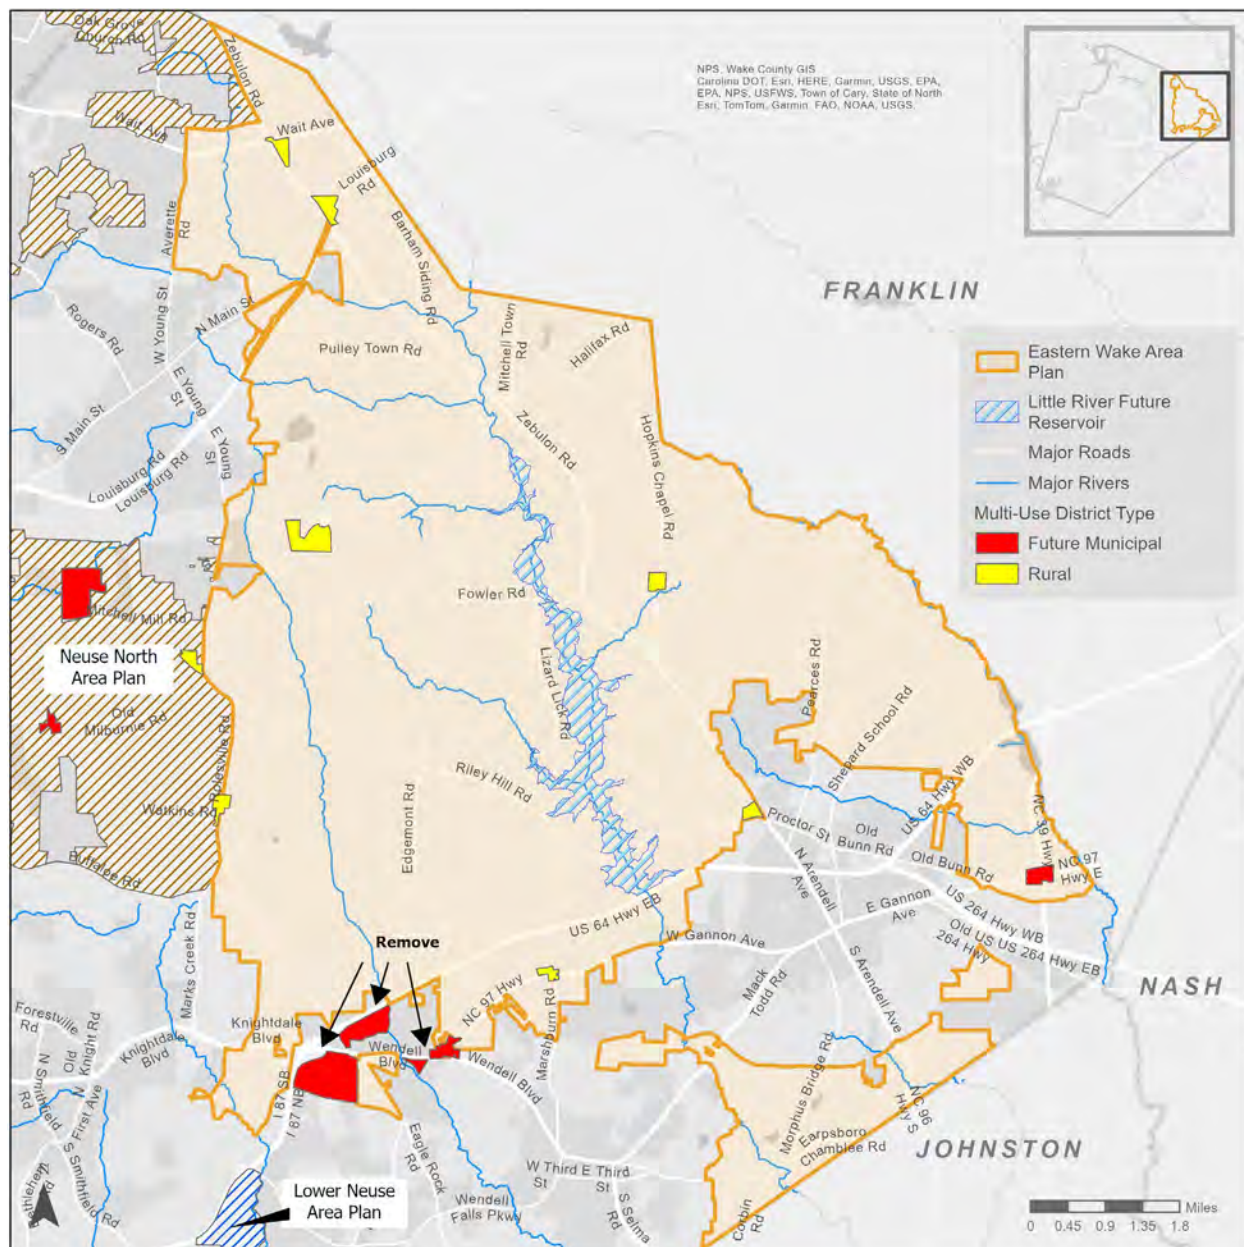 Oak Grove
Church Rd
Zebulon Rd
Wait Ave
Wait Ave
Louisburg
Rd
Averette
Rd
Barham Siding Rd
NPS, Wake County GIS
Carolina DOT, Esri, HERE, Garmin, USGS, EPA,
EPA, NPS, USFWS, Town of Cary, State of North
Esri, TomTom, Garmin, FAO, NOAA, USGS,
FRANKLIN
Eastern Wake Area
Plan
Little River Future
Reservoir
Major Roads
Major Rivers
Multi-Use District Type
Future Municipal
Rural
Rogers Rd
W Young St
N Main St
Pulley Town Rd
Mitchell Town
Rd
Halifax Rd
E Young
St
S Main St
E Young
St
Louisburg Rd
Louisburg Rd
Zebulon Rd
Hopkins Chapel Rd
Mitchell Mill Rd
Fowler Rd
Neuse North
Area Plan
Old
Milburnie Rd
Rolesville Rd
Lizard Lick Rd
Pearces Rd
Shepard School Rd
Watkins Rd
Riley Hill Rd
Edgemont Rd
Buffaloe Rd
US 64 Hwy WB
Proctor St
Old
Bunn Rd
Old Bunn Rd
NC 39 Hwy
NC 97
Hwy E
N Arendell
Ave
E Gannon
Ave
US 264 Hwy WB
Old US
264 Hwy
US 264 Hwy EB
US 64 Hwy EB
W Gannon Ave
Marks Creek Rd
Remove
NC 97 Hwy
Marshburn Rd
Mack
Todd Rd
S Arendell Ave
NASH
Forestville
Rd
Old
N Knight Rd
Knightdale
Blvd
Knightdale
Blvd
Wendell
Blvd
Wendell Blvd
N Smithfield
Rd
First Ave
I 87 SB
I 87 NB
S Smithfield Rd
Bethlehem
Rd
Eagle Rock
Rd
W Third
St
E Third
St
Wendell
Falls Pkwy
S Selma
Rd
Morphus Bridge Rd
Earpsboro
Chamblee Rd
NC 96
Hwy S
Corbin
Rd
JOHNSTON
Lower Neuse
Area Plan
Miles
0 0.45 0.9 1.35 1.8